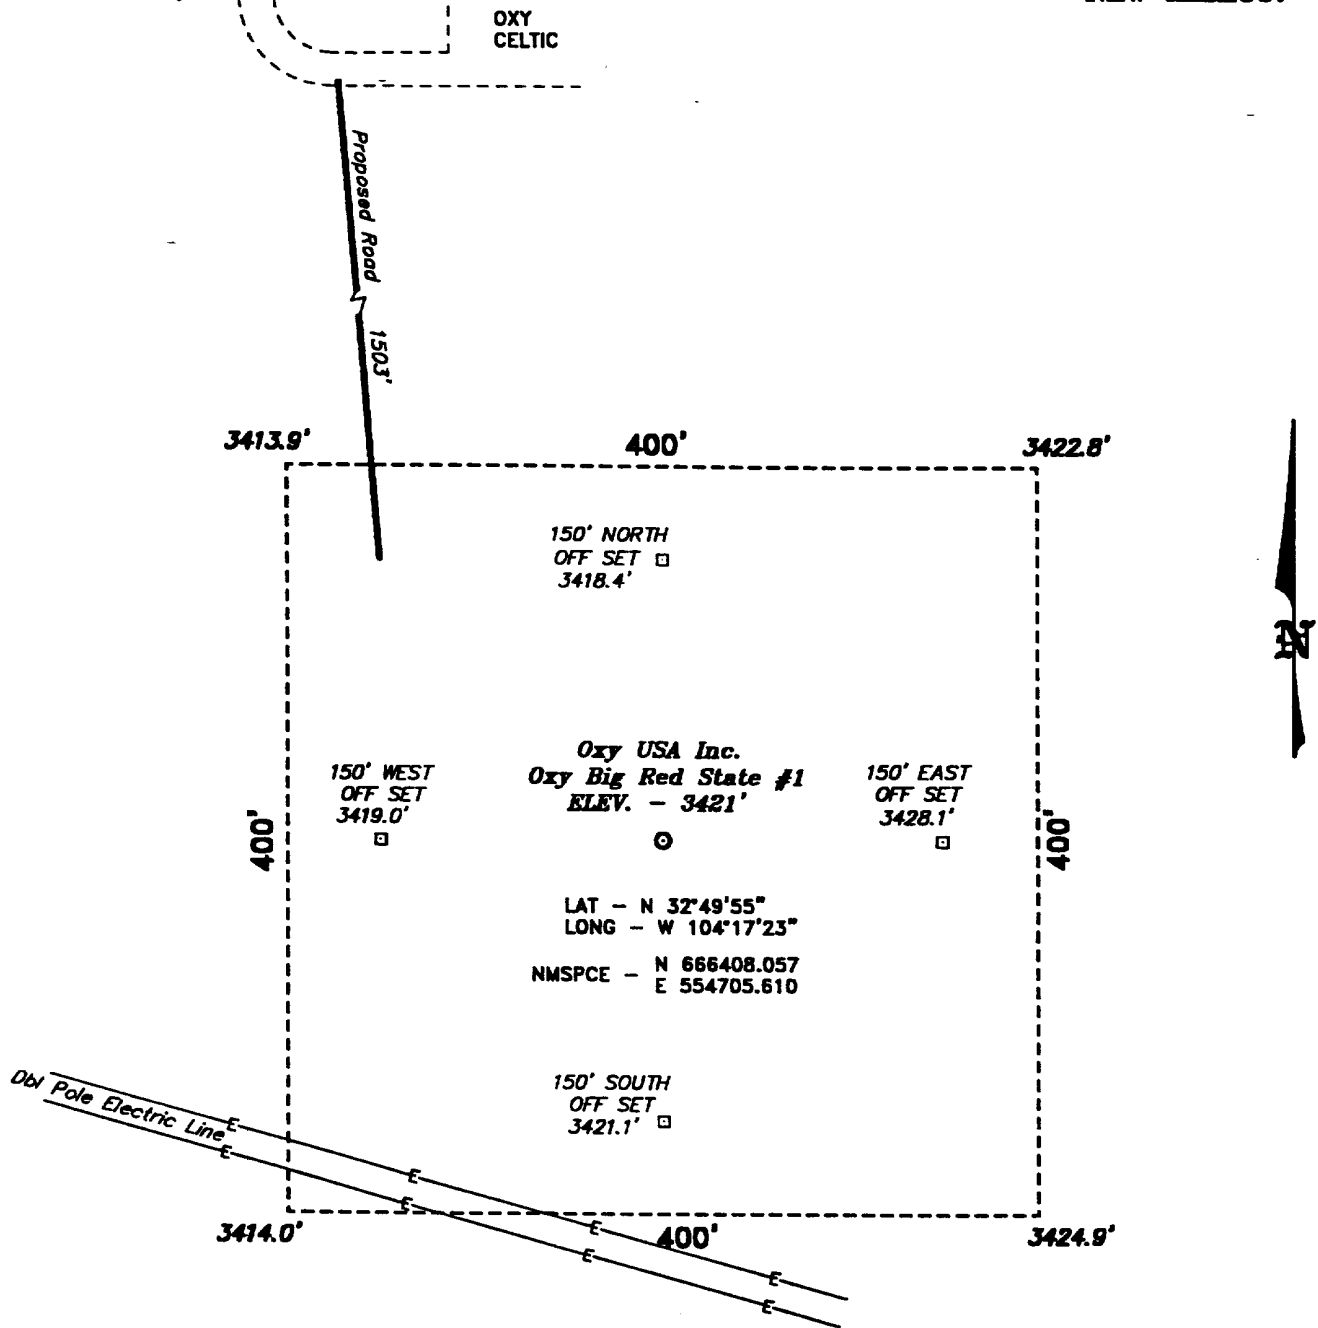 OXY
CELTIC
Proposed Road 1503'
3413.9'
400'
3422.8'
150' NORTH
OFF SET
3418.4'
N
Oxy USA Inc.
Oxy Big Red State #1
ELEV. - 3421'
150' WEST
OFF SET
3419.0'
150' EAST
OFF SET
3428.1'
400'
400'
LAT - N 32°49'55"
LONG - W 104°17'23"
NMSPCE - N 666408.057
E 554705.610
150' SOUTH
OFF SET
3421.1'
Dbl Pole Electric Line
E
E
E
E
E
E
E
E
3414.0'
400'
3424.9'